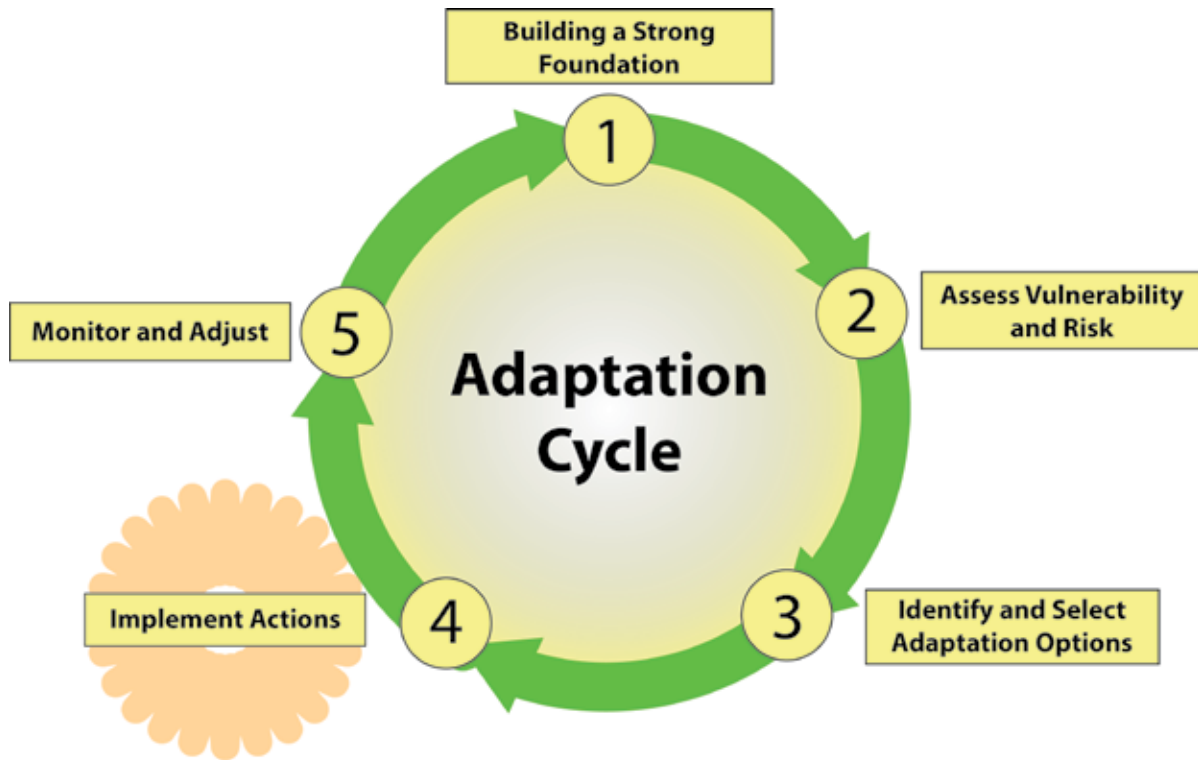 Building a Strong
Foundation
1
2
Assess Vulnerability
and Risk
3
Identify and Select
Adaptation Options
4
Implement Actions
5
Monitor and Adjust
Adaptation
Cycle